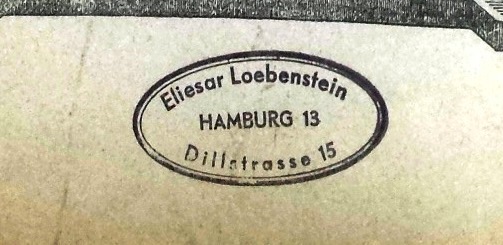 Eliesar Loebenstein
HAMBURG 13
Dillstrasse 15